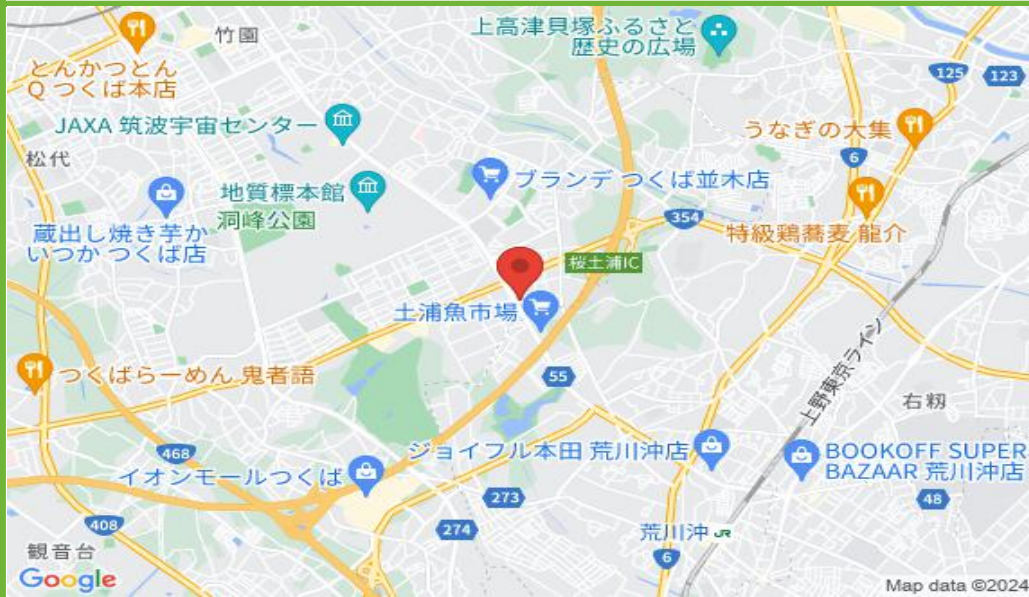 竹園
上高津貝塚ふるさと
歴史の広場
とんかつとん
Q つくば本店
125
123
JAXA 筑波宇宙センター
うなぎの大集
松代
6
地質標本館
ブランデ つくば並木店
洞峰公園
354
蔵出し焼き芋か
いつか つくば店
特級鶏蕎麦 龍介
桜土浦IC
土浦魚市場
上野東京ライン
つくばらーめん 鬼者語
55
右籾
468
ジョイフル本田 荒川沖店
BOOKOFF SUPER
BAZAAR 荒川沖店
イオンモールつくば
273
48
408
274
荒川沖 JR
6
観音台
Google
Map data ©2024